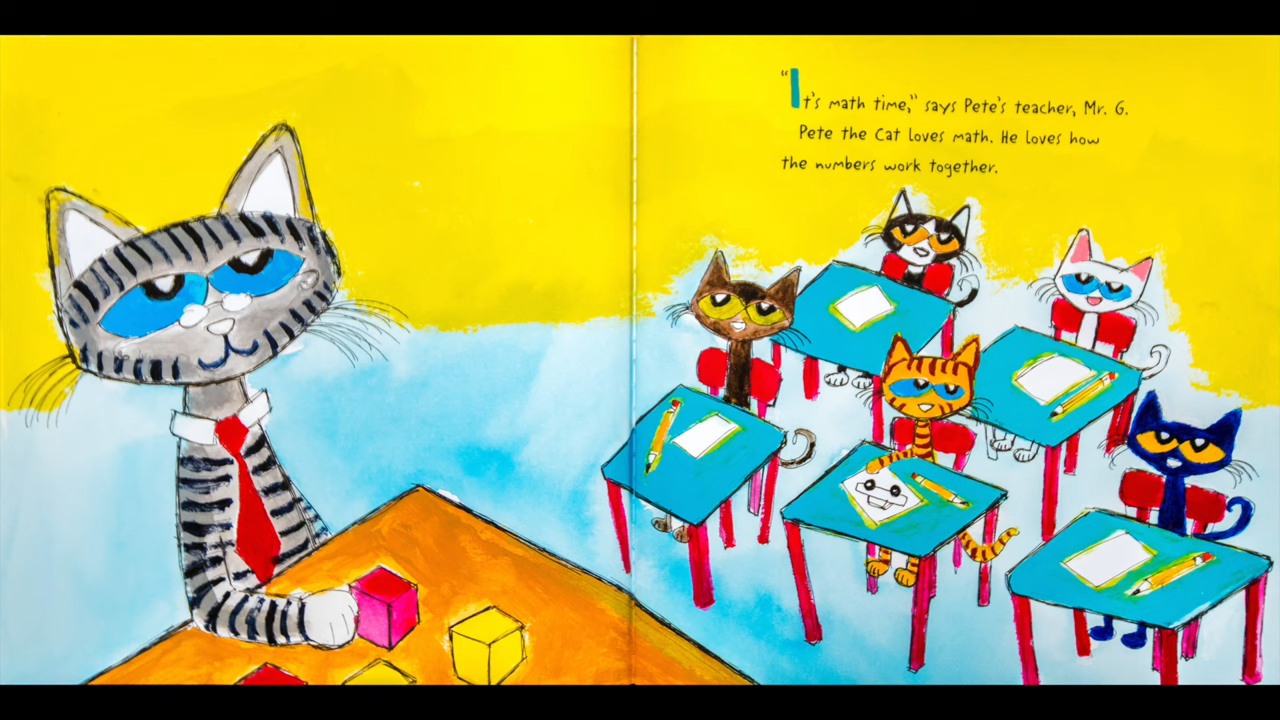 “It’s math time,” says Pete’s teacher, Mr. G.
Pete the Cat loves math. He loves how
the numbers work together.